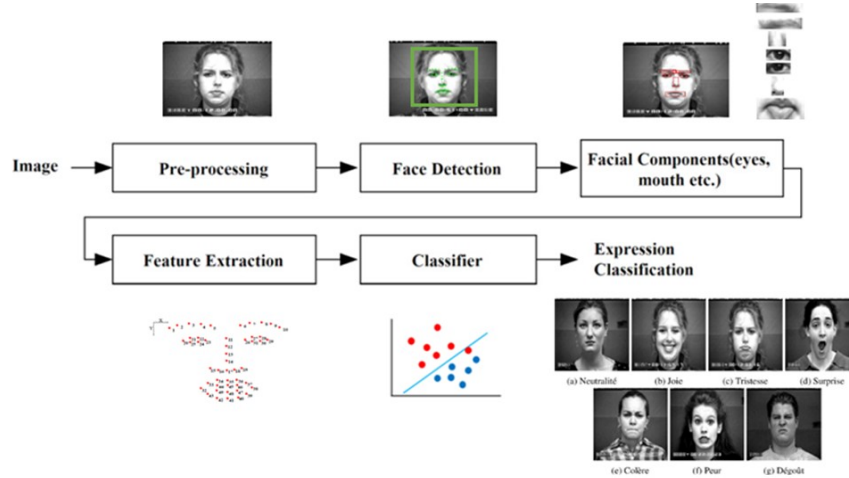 Image
Pre-processing
Face Detection
Facial Components(eyes,
mouth etc.)
Feature Extraction
Classifier
Expression
Classification
(a) Neutralité
(b) Joie
(c) Tristesse
(d) Surprise
(e) Colère
(f) Peur
(g) Dégoût